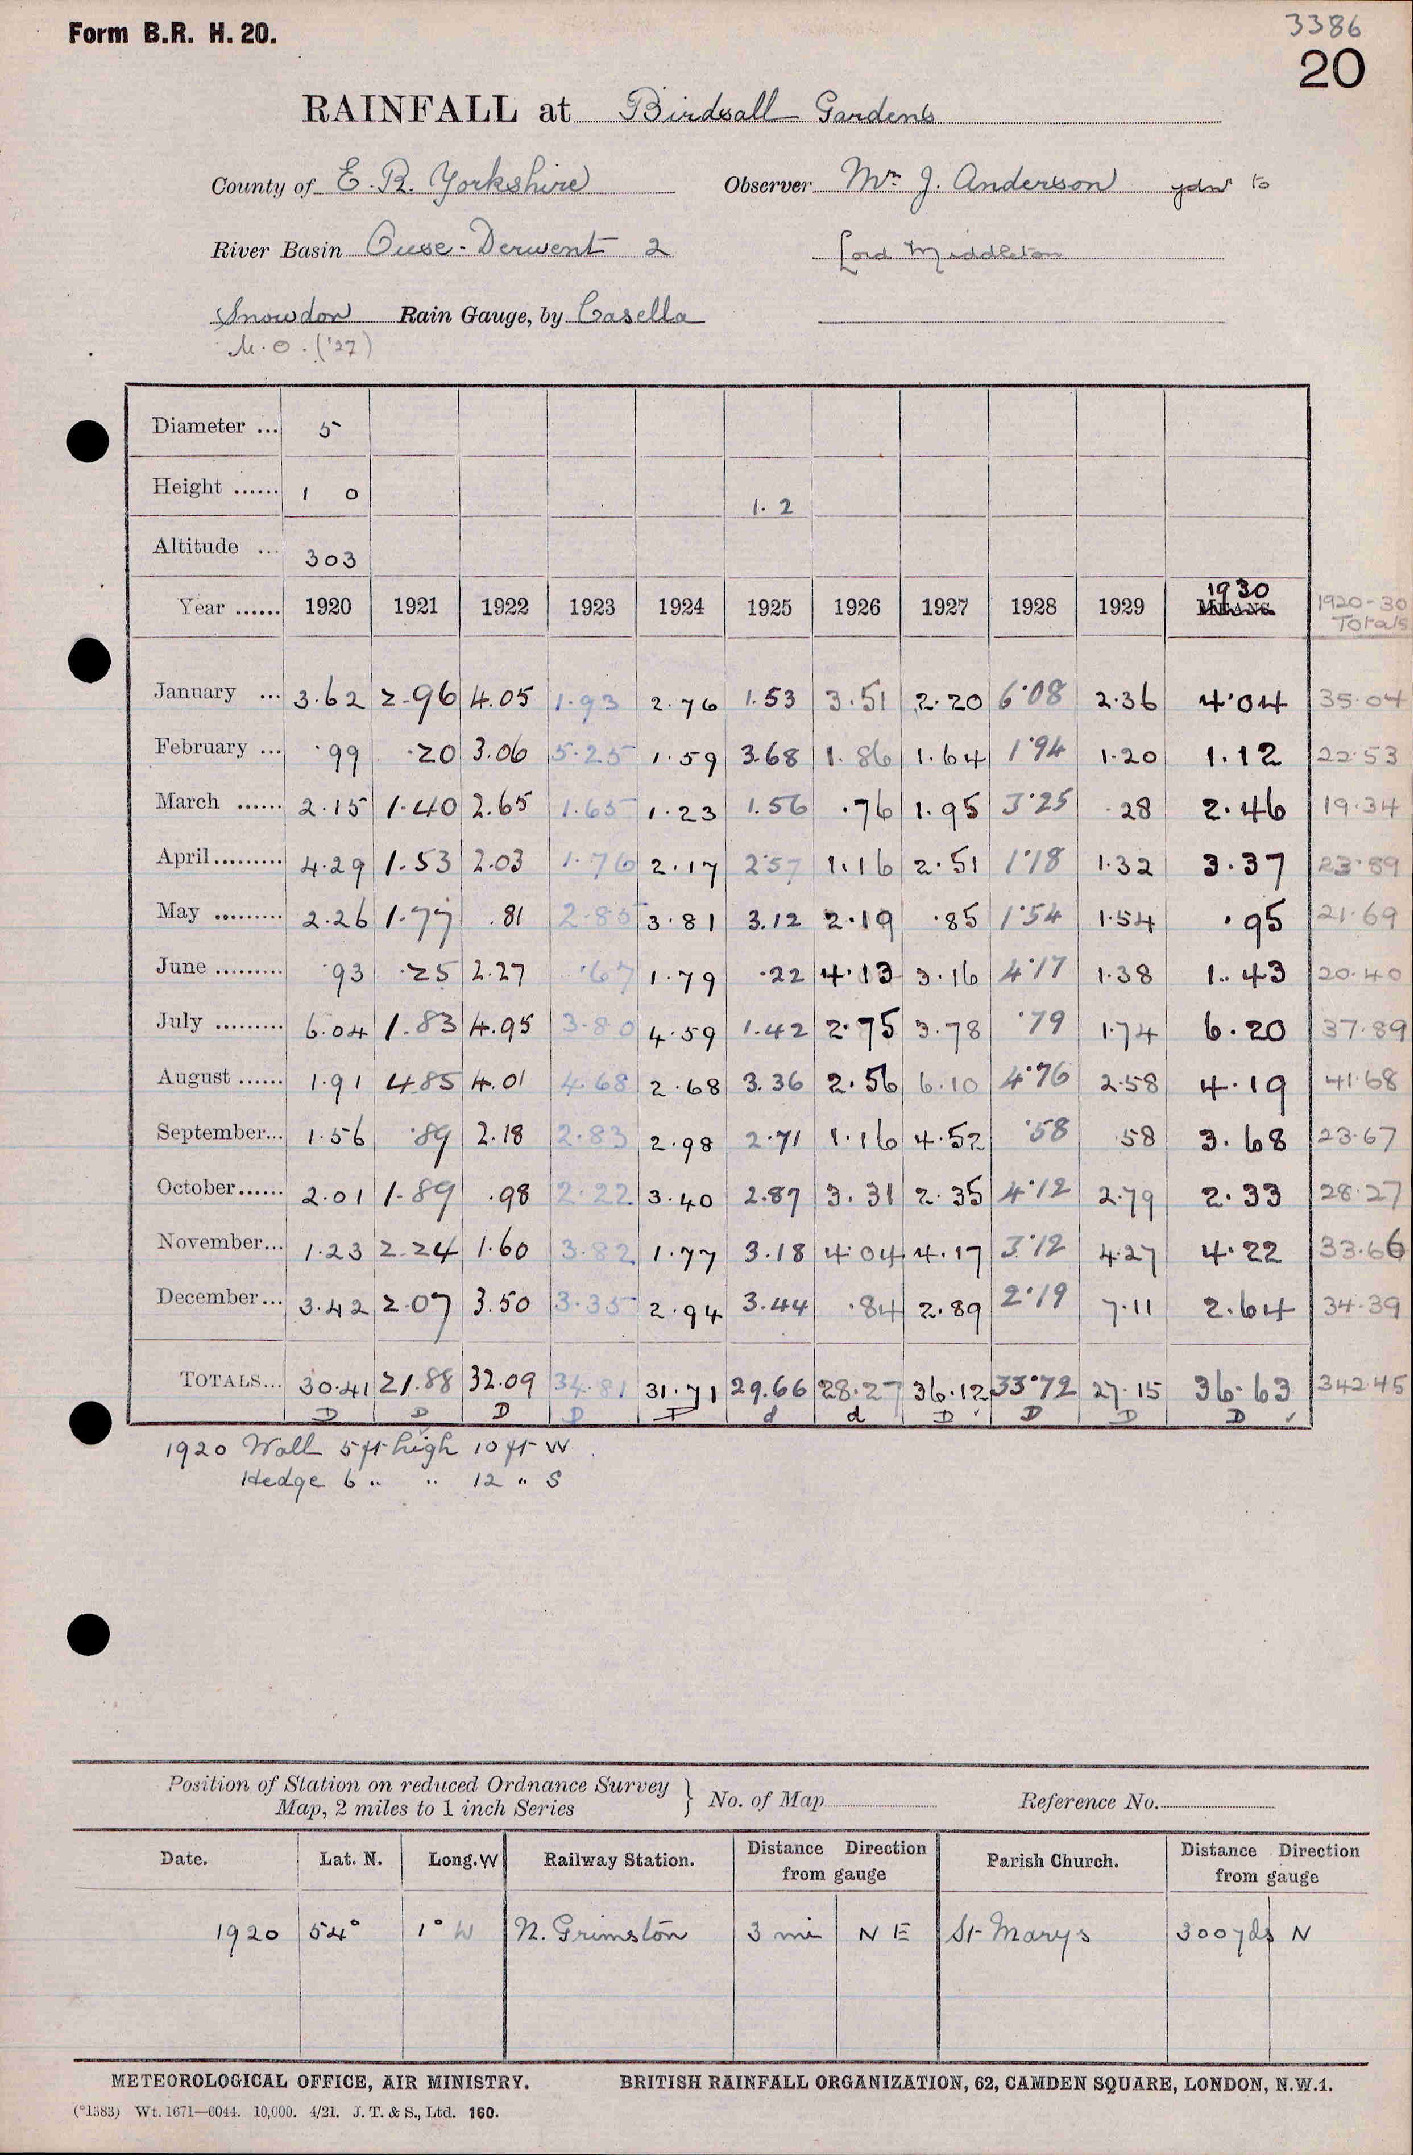 Form B.R. H. 20.
3386
20
RAINFALL at Birdsall Gardens
County of E.R. Yorkshire Observer Mr. J. Anderson gdnr to
River Basin Ouse-Derwent 2 Lord Middleton
Snowdon Rain Gauge, by Casella
M.O. ('27)
Diameter ... 5
Height ...... 1 0 1.2
Altitude ... 303
Year ...... 1920 1921 1922 1923 1924 1925 1926 1927 1928 1929 1930 MEANS. 1920-30 Totals
January ... 3.62 2.96 4.05 1.93 2.76 1.53 3.51 2.20 6.08 2.36 4.04 35.04
February ... .99 .20 3.06 5.25 1.59 3.68 1.86 1.64 1.94 1.20 1.12 22.53
March ...... 2.15 1.40 2.65 1.65 1.23 1.56 .76 1.95 3.25 .28 2.46 19.34
April......... 4.29 1.53 2.03 1.76 2.17 2.57 1.16 2.51 1.18 1.32 3.37 23.89
May ......... 2.26 1.77 .81 2.85 3.81 3.12 2.19 .85 1.54 1.54 .95 21.69
June ......... .93 .25 2.27 .67 1.79 .22 4.13 3.16 4.17 1.38 1.43 20.40
July ......... 6.04 1.83 4.95 3.80 4.59 1.42 2.75 3.78 .79 1.74 6.20 37.89
August ...... 1.91 4.85 4.01 4.68 2.68 3.36 2.56 6.10 4.76 2.58 4.19 41.68
September... 1.56 .89 2.18 2.83 2.98 2.71 1.16 4.52 .58 .58 3.68 23.67
October...... 2.01 1.89 .98 2.22 3.40 2.87 3.31 2.35 4.12 2.79 2.33 28.27
November... 1.23 2.24 1.60 3.82 1.77 3.18 4.04 4.17 3.12 4.27 4.22 33.66
December... 3.42 2.07 3.50 3.35 2.94 3.44 .84 2.89 2.19 7.11 2.64 34.39
TOTALS... 30.41 21.88 32.09 34.81 31.71 29.66 28.27 36.12 33.72 27.15 36.63 342.45
D D D D D d d D ✓ D D D ✓
1920 Wall 5 ft high 10 ft W.
Hedge 6 " " 12 " S
Position of Station on reduced Ordnance Survey
Map, 2 miles to 1 inch Series } No. of Map Reference No.
Date. Lat. N. Long. W Railway Station. Distance Direction from gauge Parish Church. Distance Direction from gauge
1920 54° 1° W N. Grimston 3 mi N E St Marys 300 yds N
METEOROLOGICAL OFFICE, AIR MINISTRY. BRITISH RAINFALL ORGANIZATION, 62, CAMDEN SQUARE, LONDON, N.W.1.
(*1583) Wt. 1671—6044. 10,000. 4/21. J. T. & S., Ltd. 160.